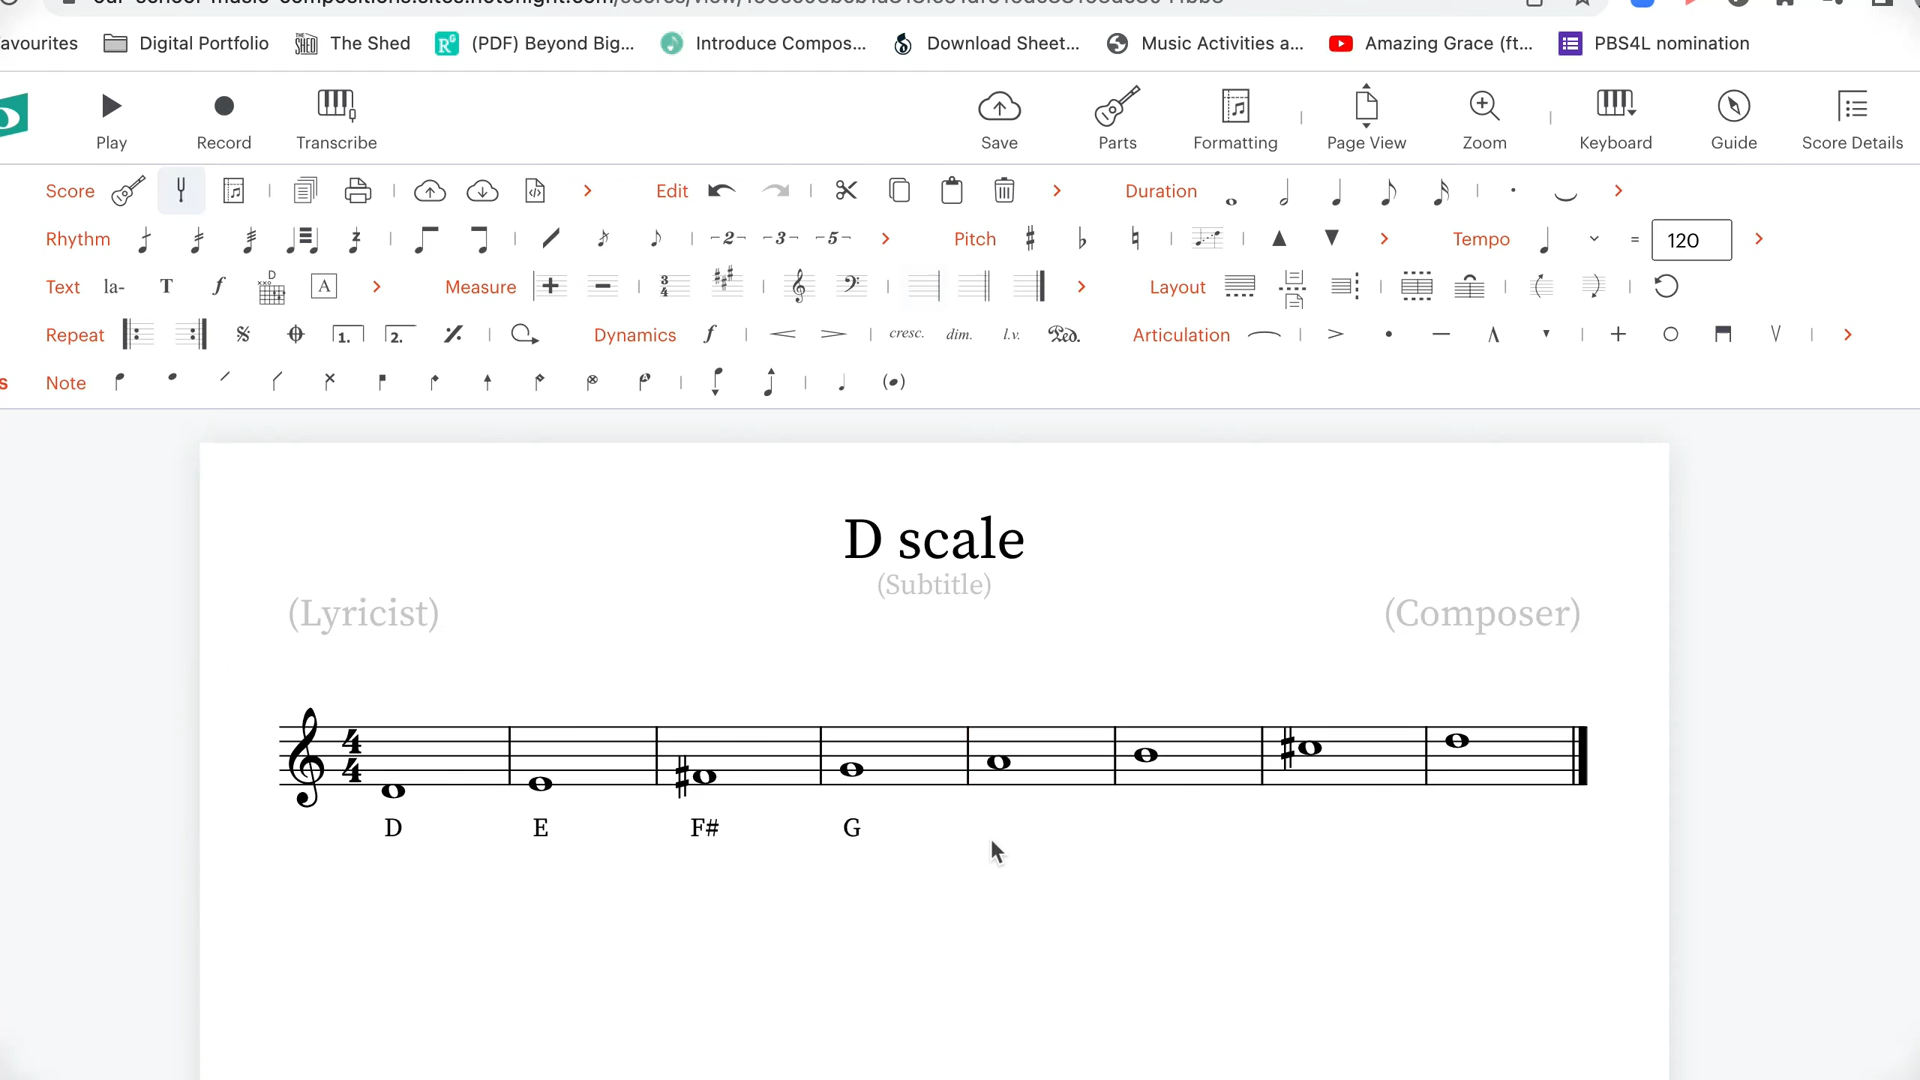 avourites Digital Portfolio The Shed (PDF) Beyond Big... Introduce Compos... Download Sheet... Music Activities a... Amazing Grace (ft... PBS4L nomination
Play Record Transcribe Save Parts Formatting Page View Zoom Keyboard Guide Score Details
Score Edit Duration
Rhythm -2- -3- -5- Pitch Tempo = 120
Text la- T f A Measure Layout
Repeat 1. 2. Dynamics f cresc. dim. l.v. Ped. Articulation
s Note
D scale
(Subtitle)
(Lyricist) (Composer)
4
4
D E F# G